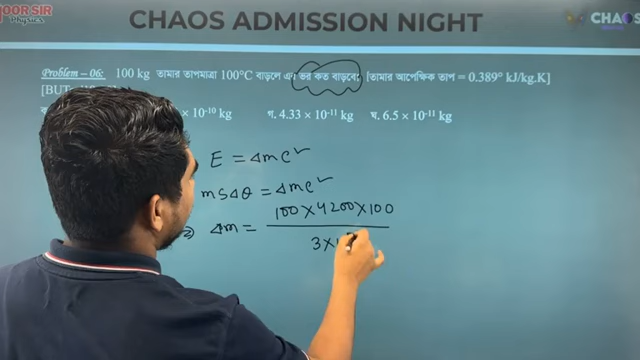 OOR SIR
Physics
CHAOS ADMISSION NIGHT
CHAOS
Problem – 06: 100 kg তামার তাপমাত্রা 100°C বাড়লে এর ভর কত বাড়বে? [তামার আপেক্ষিক তাপ = 0.389° kJ/kg.K]
[BUT
× 10⁻¹⁰ kg গ. 4.33 × 10⁻¹¹ kg ঘ. 6.5 × 10⁻¹¹ kg
E = Δmc²
msΔθ = Δmc²
Δm = 100×4200×100
3×